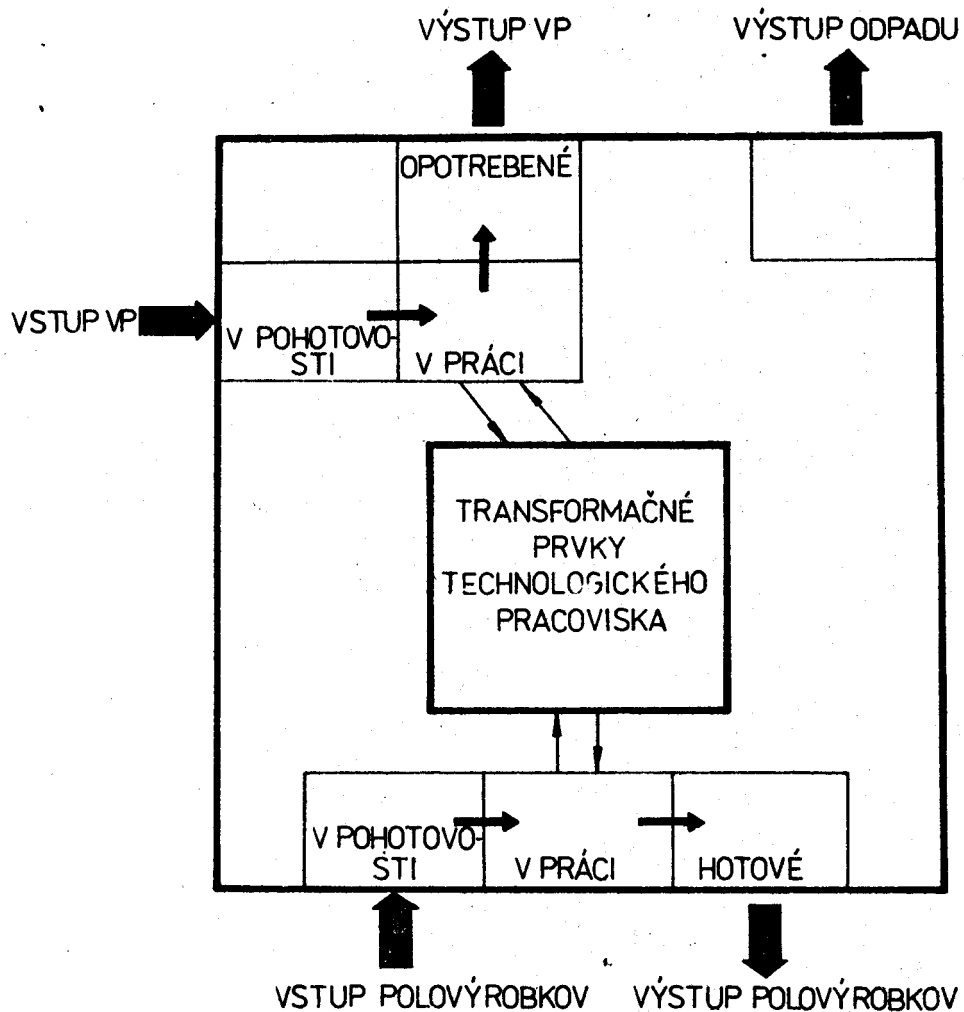 VÝSTUP VP
VÝSTUP ODPADU
OPOTREBENÉ
VSTUP VP
V POHOTOVO-
STI
V PRÁCI
TRANSFORMAČNÉ
PRVKY
TECHNOLOGICKÉHO
PRACOVISKA
V POHOTOVO-
STI
V PRÁCI
HOTOVÉ
VSTUP POLOVÝROBKOV
VÝSTUP POLOVÝROBKOV